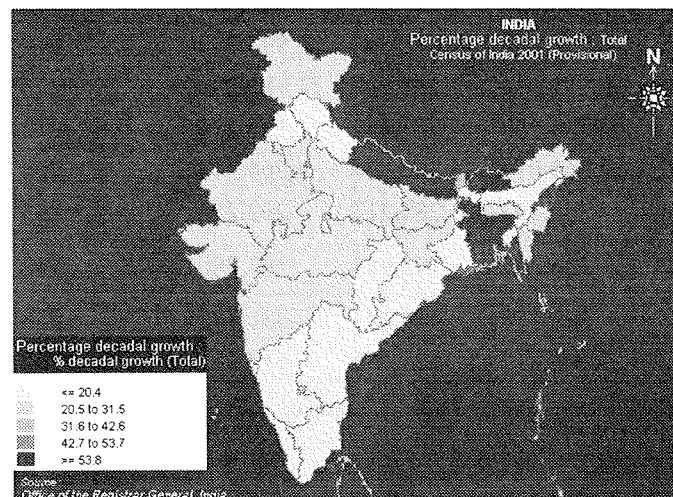 INDIA
Percentage decadal growth : Total
Census of India 2001 (Provisional)
N
Percentage decadal growth :
% decadal growth (Total)
<= 20.4
20.5 to 31.5
31.6 to 42.6
42.7 to 53.7
>= 53.8
Source:
Office of the Registrar General, India